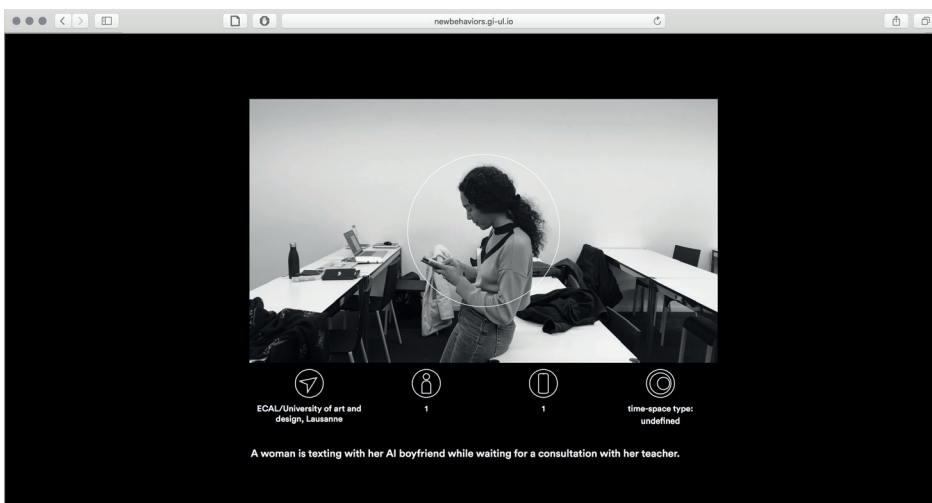 newbehaviors.gi-ul.io
ECAL/University of art and
design, Lausanne
1
1
time-space type:
undefined
A woman is texting with her AI boyfriend while waiting for a consultation with her teacher.